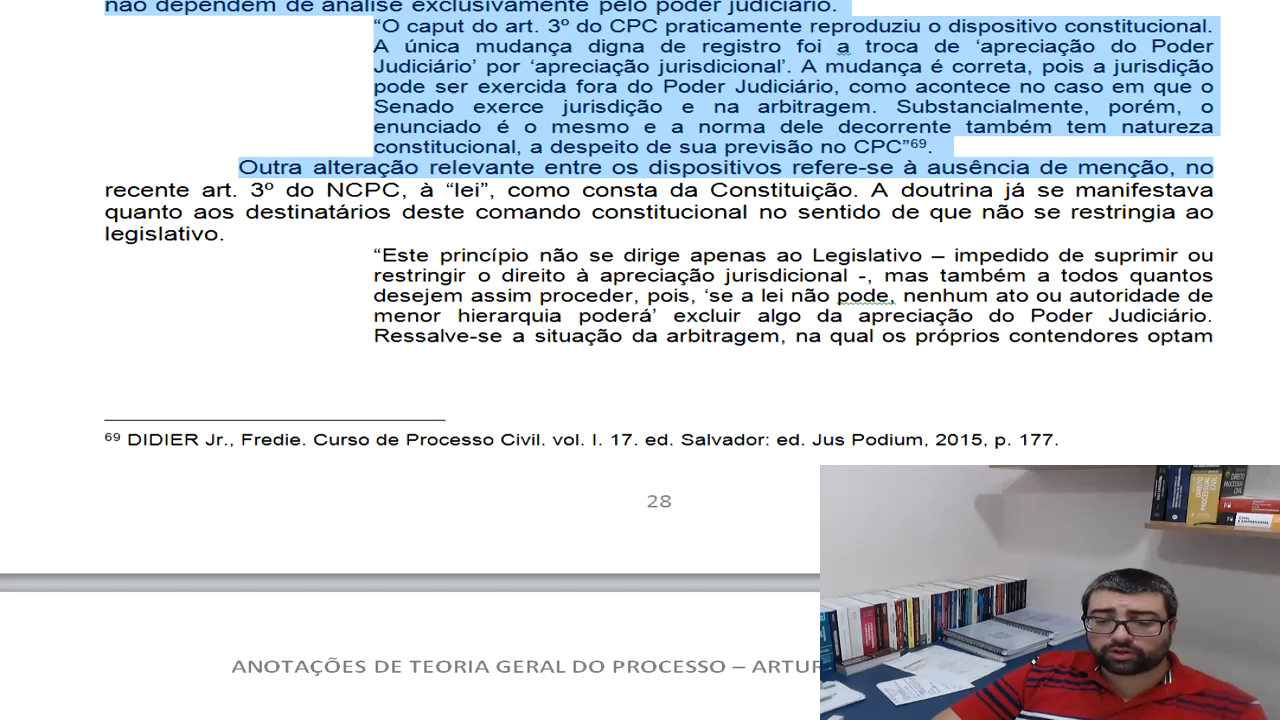 não dependem de análise exclusivamente pelo poder judiciário.
“O caput do art. 3º do CPC praticamente reproduziu o dispositivo constitucional.
A única mudança digna de registro foi a troca de ‘apreciação do Poder
Judiciário’ por ‘apreciação jurisdicional’. A mudança é correta, pois a jurisdição
pode ser exercida fora do Poder Judiciário, como acontece no caso em que o
Senado exerce jurisdição e na arbitragem. Substancialmente, porém, o
enunciado é o mesmo e a norma dele decorrente também tem natureza
constitucional, a despeito de sua previsão no CPC”⁶⁹.
Outra alteração relevante entre os dispositivos refere-se à ausência de menção, no
recente art. 3º do NCPC, à “lei”, como consta da Constituição. A doutrina já se manifestava
quanto aos destinatários deste comando constitucional no sentido de que não se restringia ao
legislativo.
“Este princípio não se dirige apenas ao Legislativo – impedido de suprimir ou
restringir o direito à apreciação jurisdicional -, mas também a todos quantos
desejem assim proceder, pois, ‘se a lei não pode, nenhum ato ou autoridade de
menor hierarquia poderá’ excluir algo da apreciação do Poder Judiciário.
Ressalve-se a situação da arbitragem, na qual os próprios contendores optam
⁶⁹ DIDIER Jr., Fredie. Curso de Processo Civil. vol. I. 17. ed. Salvador: ed. Jus Podium, 2015, p. 177.
28
ANOTAÇÕES DE TEORIA GERAL DO PROCESSO – ARTUR
DIREITO PROCESSUAL CIVIL